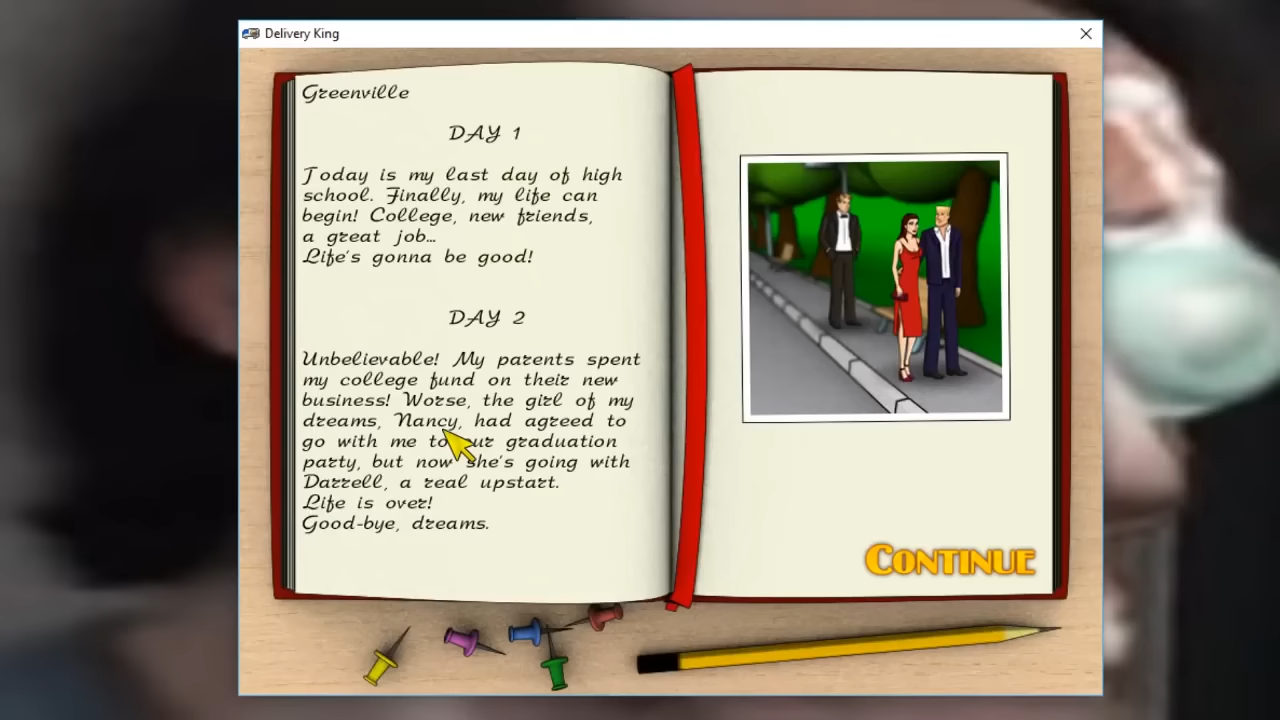 Delivery King
Greenville
DAY 1
Today is my last day of high
school. Finally, my life can
begin! College, new friends,
a great job...
Life's gonna be good!
DAY 2
Unbelievable! My parents spent
my college fund on their new
business! Worse, the girl of my
dreams, Nancy, had agreed to
go with me to our graduation
party, but now she's going with
Darrell, a real upstart.
Life is over!
Good-bye, dreams.
CONTINUE